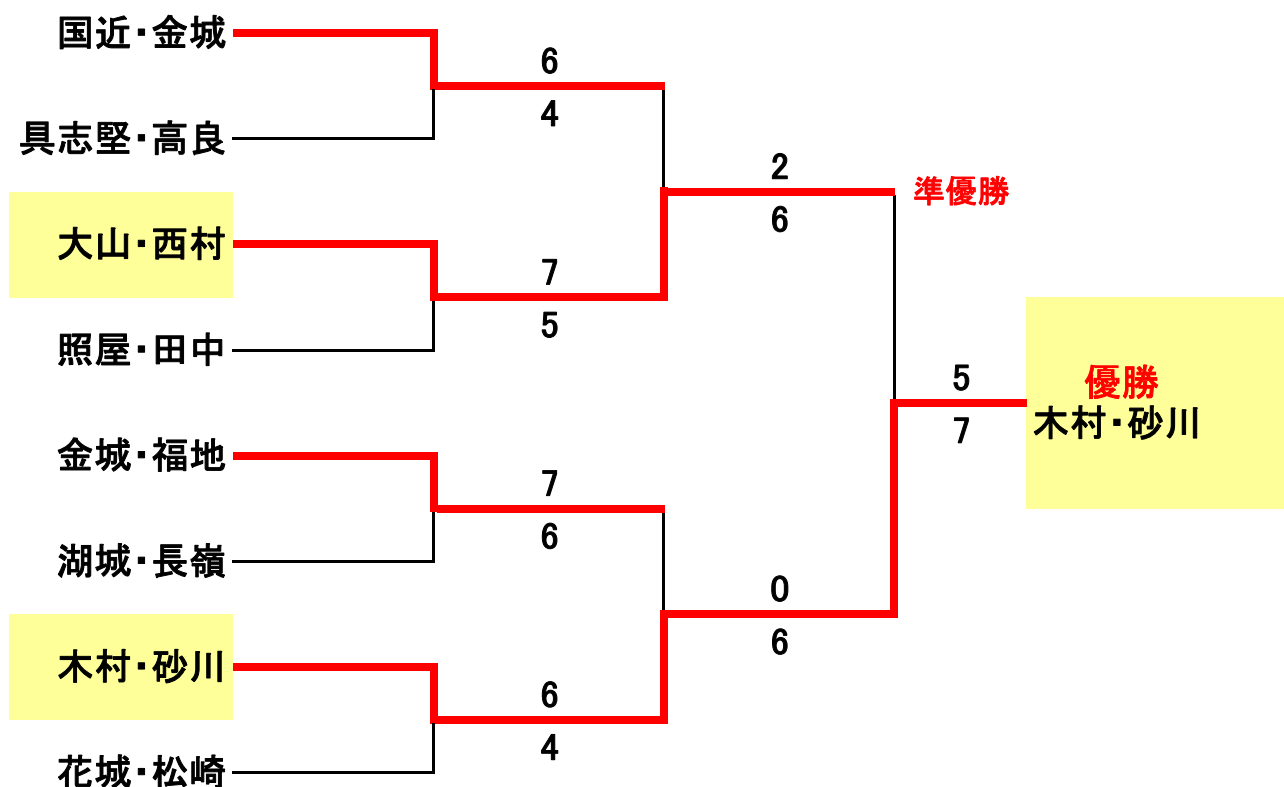 国近・金城
6
4
具志堅・高良
2
準優勝
6
大山・西村
7
5
照屋・田中
5
優勝
木村・砂川
7
金城・福地
7
6
湖城・長嶺
0
6
木村・砂川
6
4
花城・松崎